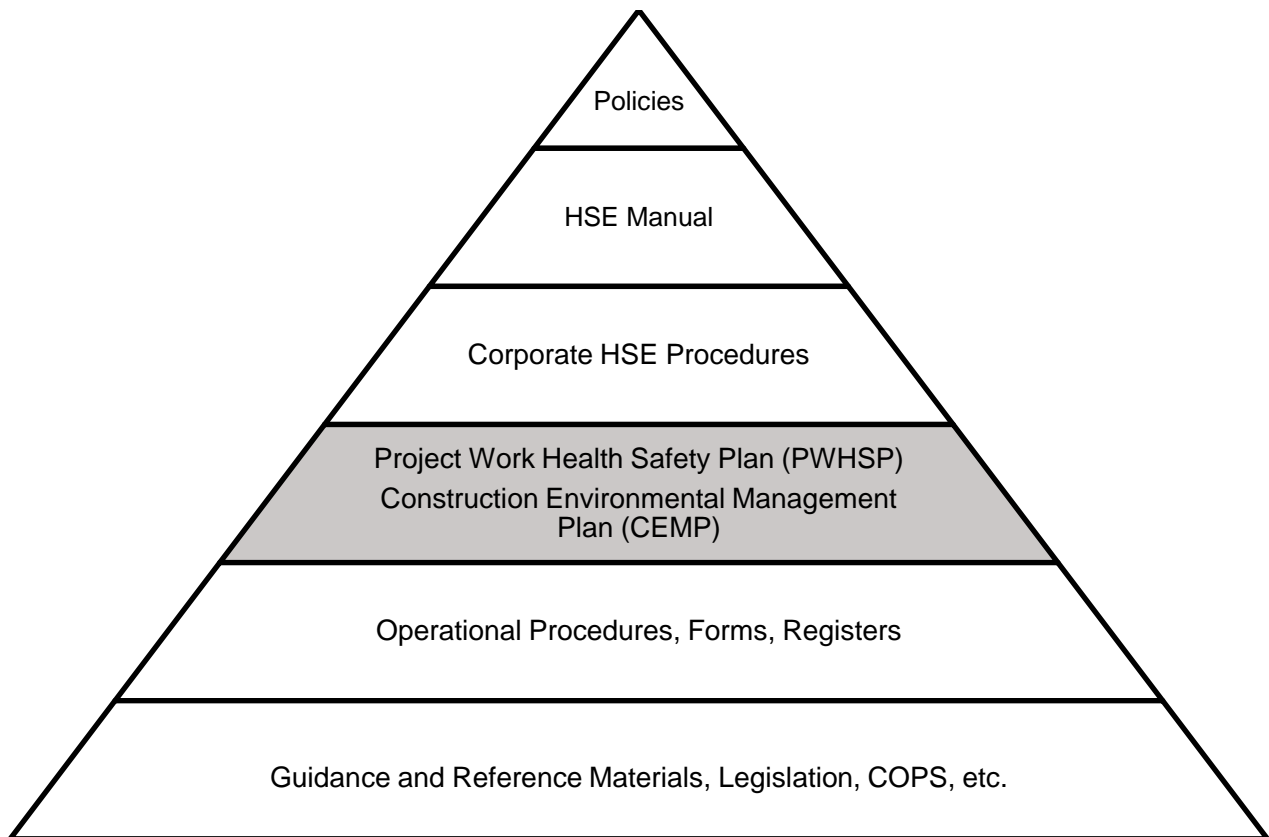 Policies
HSE Manual
Corporate HSE Procedures
Project Work Health Safety Plan (PWHSP)
Construction Environmental Management
Plan (CEMP)
Operational Procedures, Forms, Registers
Guidance and Reference Materials, Legislation, COPS, etc.